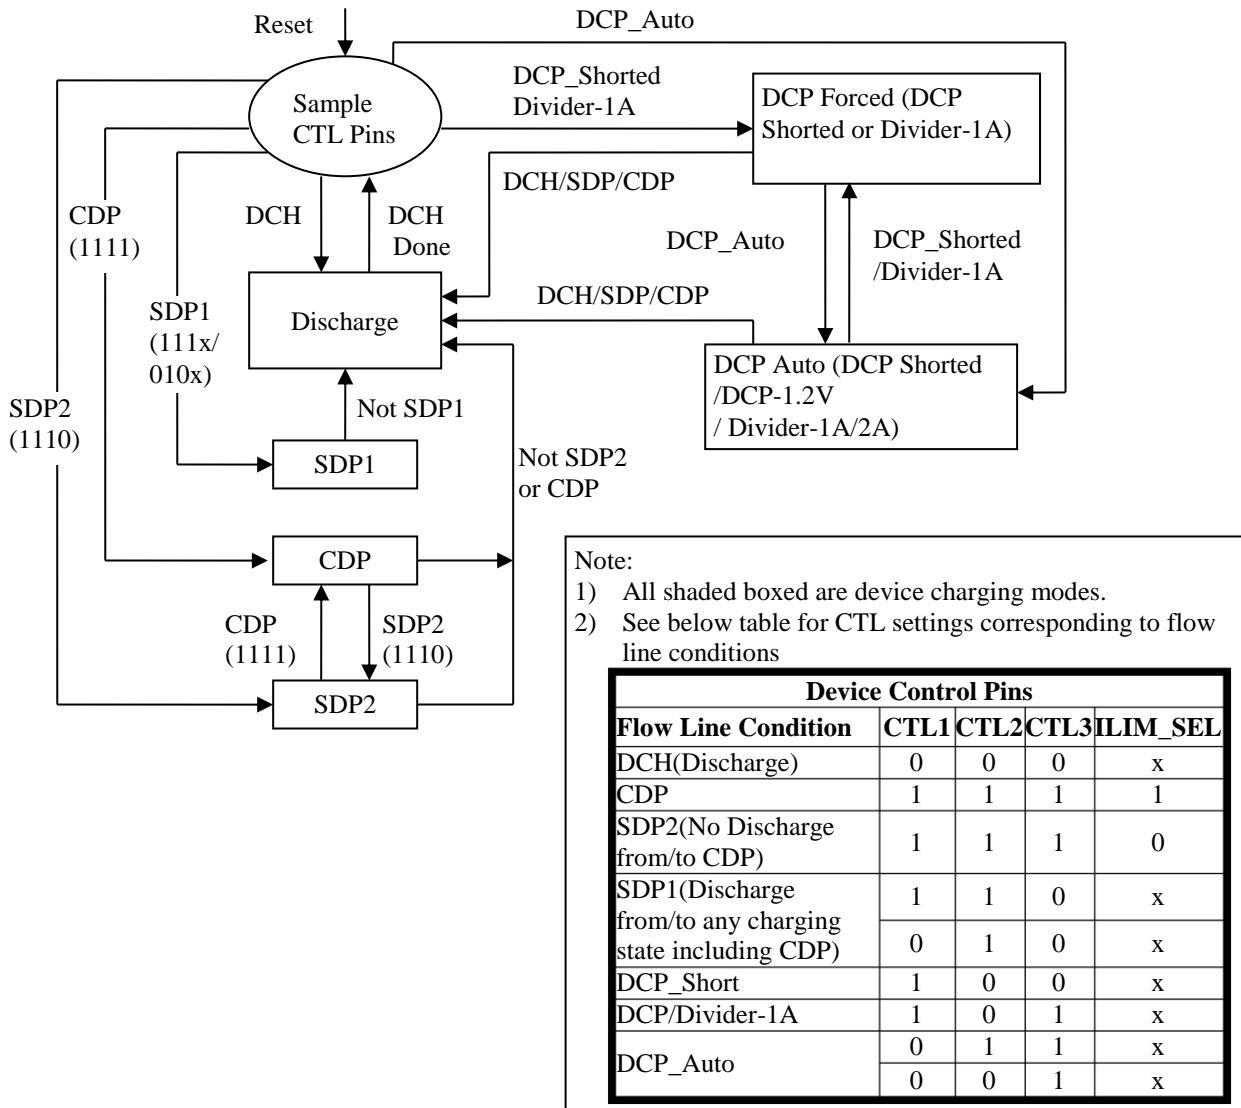 Reset
DCP_Auto
Sample
CTL Pins
DCP_Shorted
Divider-1A
DCP Forced (DCP
Shorted or Divider-1A)
DCH/SDP/CDP
CDP
(1111)
DCH
DCH
Done
DCP_Auto
DCP_Shorted
/Divider-1A
DCH/SDP/CDP
SDP1
(111x/
010x)
Discharge
DCP Auto (DCP Shorted
/DCP-1.2V
/ Divider-1A/2A)
SDP2
(1110)
Not SDP1
SDP1
Not SDP2
or CDP
CDP
CDP
(1111)
SDP2
(1110)
SDP2
Note:
1) All shaded boxed are device charging modes.
2) See below table for CTL settings corresponding to flow
line conditions
Device Control Pins
Flow Line Condition CTL1 CTL2 CTL3 ILIM_SEL
DCH(Discharge) 0 0 0 x
CDP 1 1 1 1
SDP2(No Discharge
from/to CDP) 1 1 1 0
SDP1(Discharge
from/to any charging
state including CDP)
1 1 0 x
0 1 0 x
DCP_Short 1 0 0 x
DCP/Divider-1A 1 0 1 x
DCP_Auto
0 1 1 x
0 0 1 x